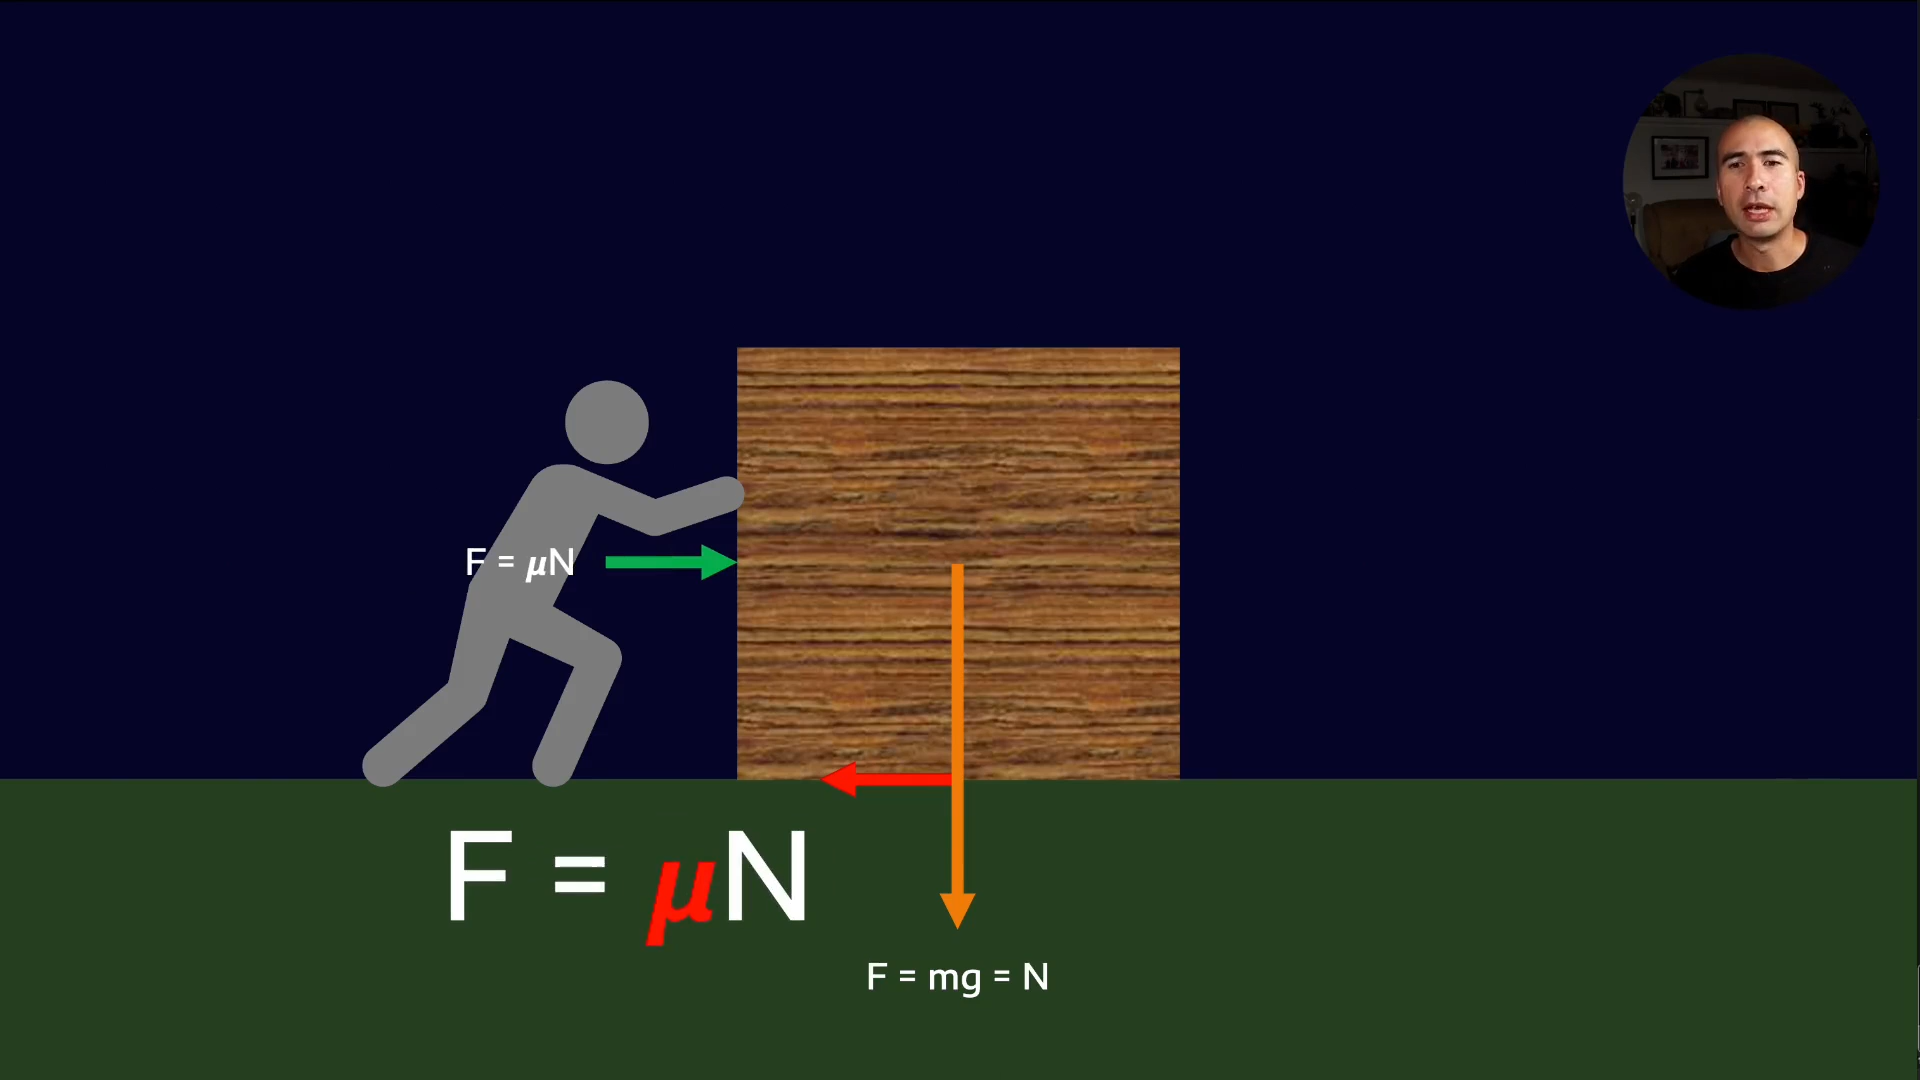 F = μN
F = μN
F = mg = N